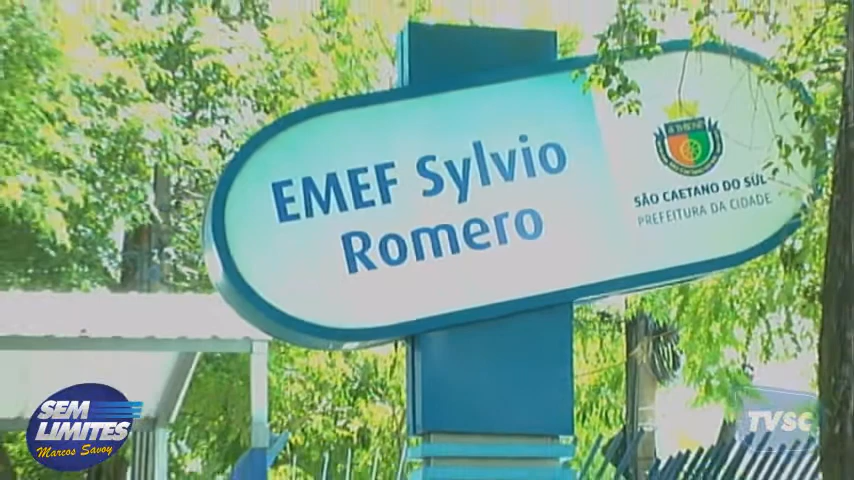 EMEF Sylvio
Romero
SÃO CAETANO DO SUL
PREFEITURA DA CIDADE
SEM
LIMITES
Marcos Savoy
TVSC